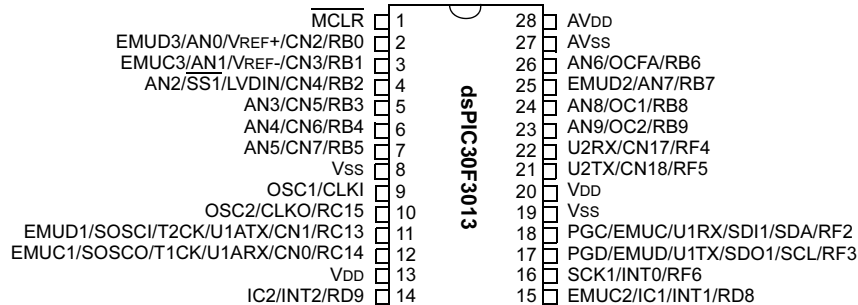 MCLR 1 28 AVDD
EMUD3/AN0/VREF+/CN2/RB0 2 27 AVSS
EMUC3/AN1/VREF-/CN3/RB1 3 26 AN6/OCFA/RB6
AN2/SS1/LVDIN/CN4/RB2 4 25 EMUD2/AN7/RB7
AN3/CN5/RB3 5 24 AN8/OC1/RB8
AN4/CN6/RB4 6 23 AN9/OC2/RB9
AN5/CN7/RB5 7 22 U2RX/CN17/RF4
VSS 8 21 U2TX/CN18/RF5
OSC1/CLKI 9 20 VDD
OSC2/CLKO/RC15 10 19 VSS
EMUD1/SOSCI/T2CK/U1ATX/CN1/RC13 11 18 PGC/EMUC/U1RX/SDI1/SDA/RF2
EMUC1/SOSCO/T1CK/U1ARX/CN0/RC14 12 17 PGD/EMUD/U1TX/SDO1/SCL/RF3
VDD 13 16 SCK1/INT0/RF6
IC2/INT2/RD9 14 15 EMUC2/IC1/INT1/RD8
dsPIC30F3013